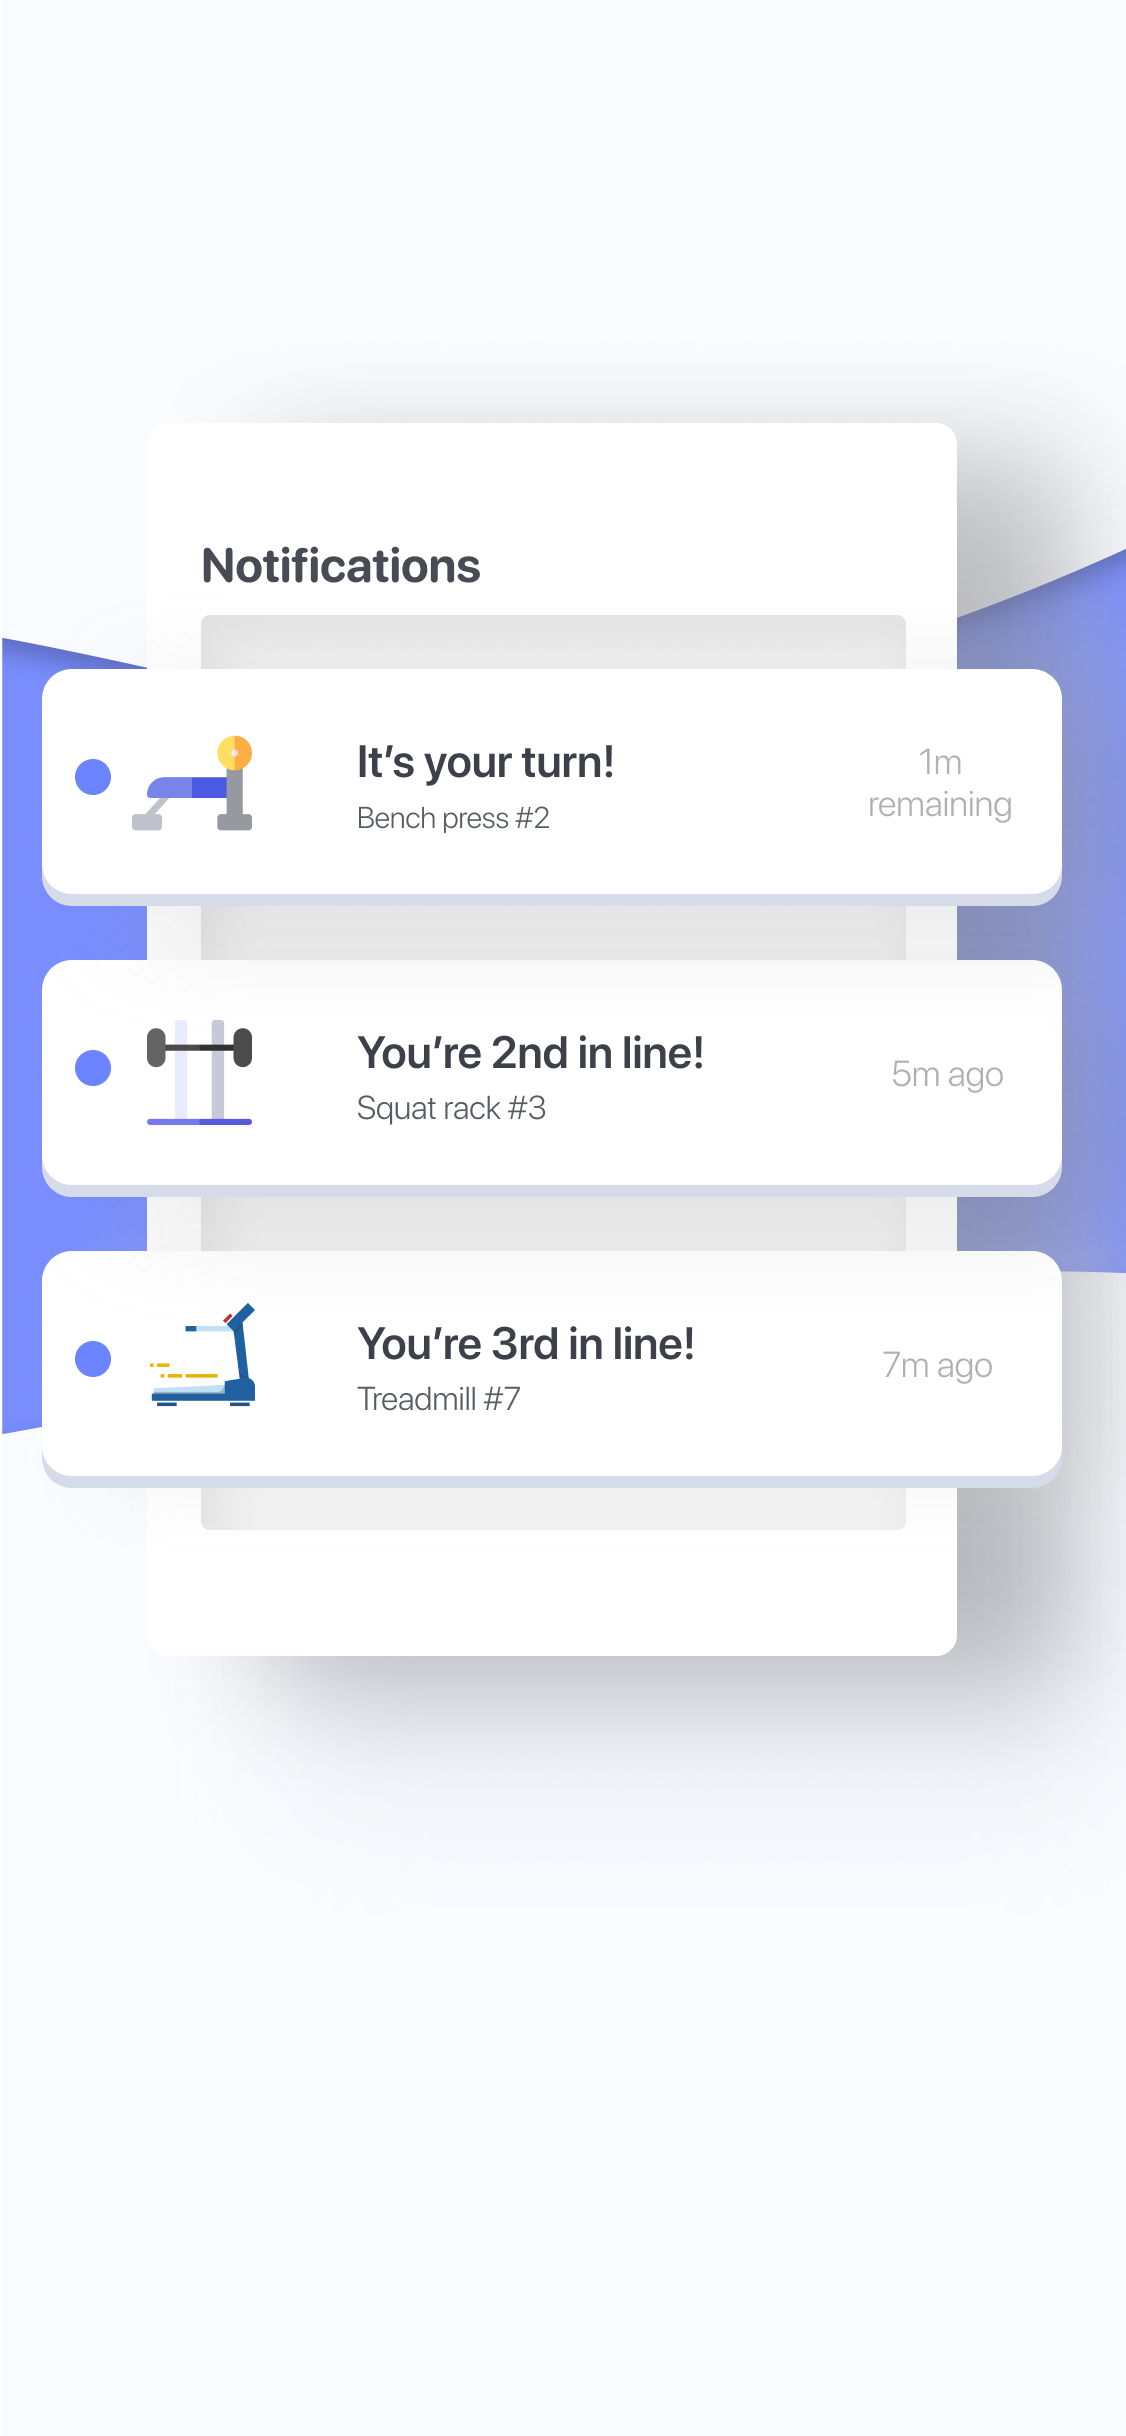 Notifications
It’s your turn!
Bench press #2
1m
remaining
You’re 2nd in line!
Squat rack #3
5m ago
You’re 3rd in line!
Treadmill #7
7m ago